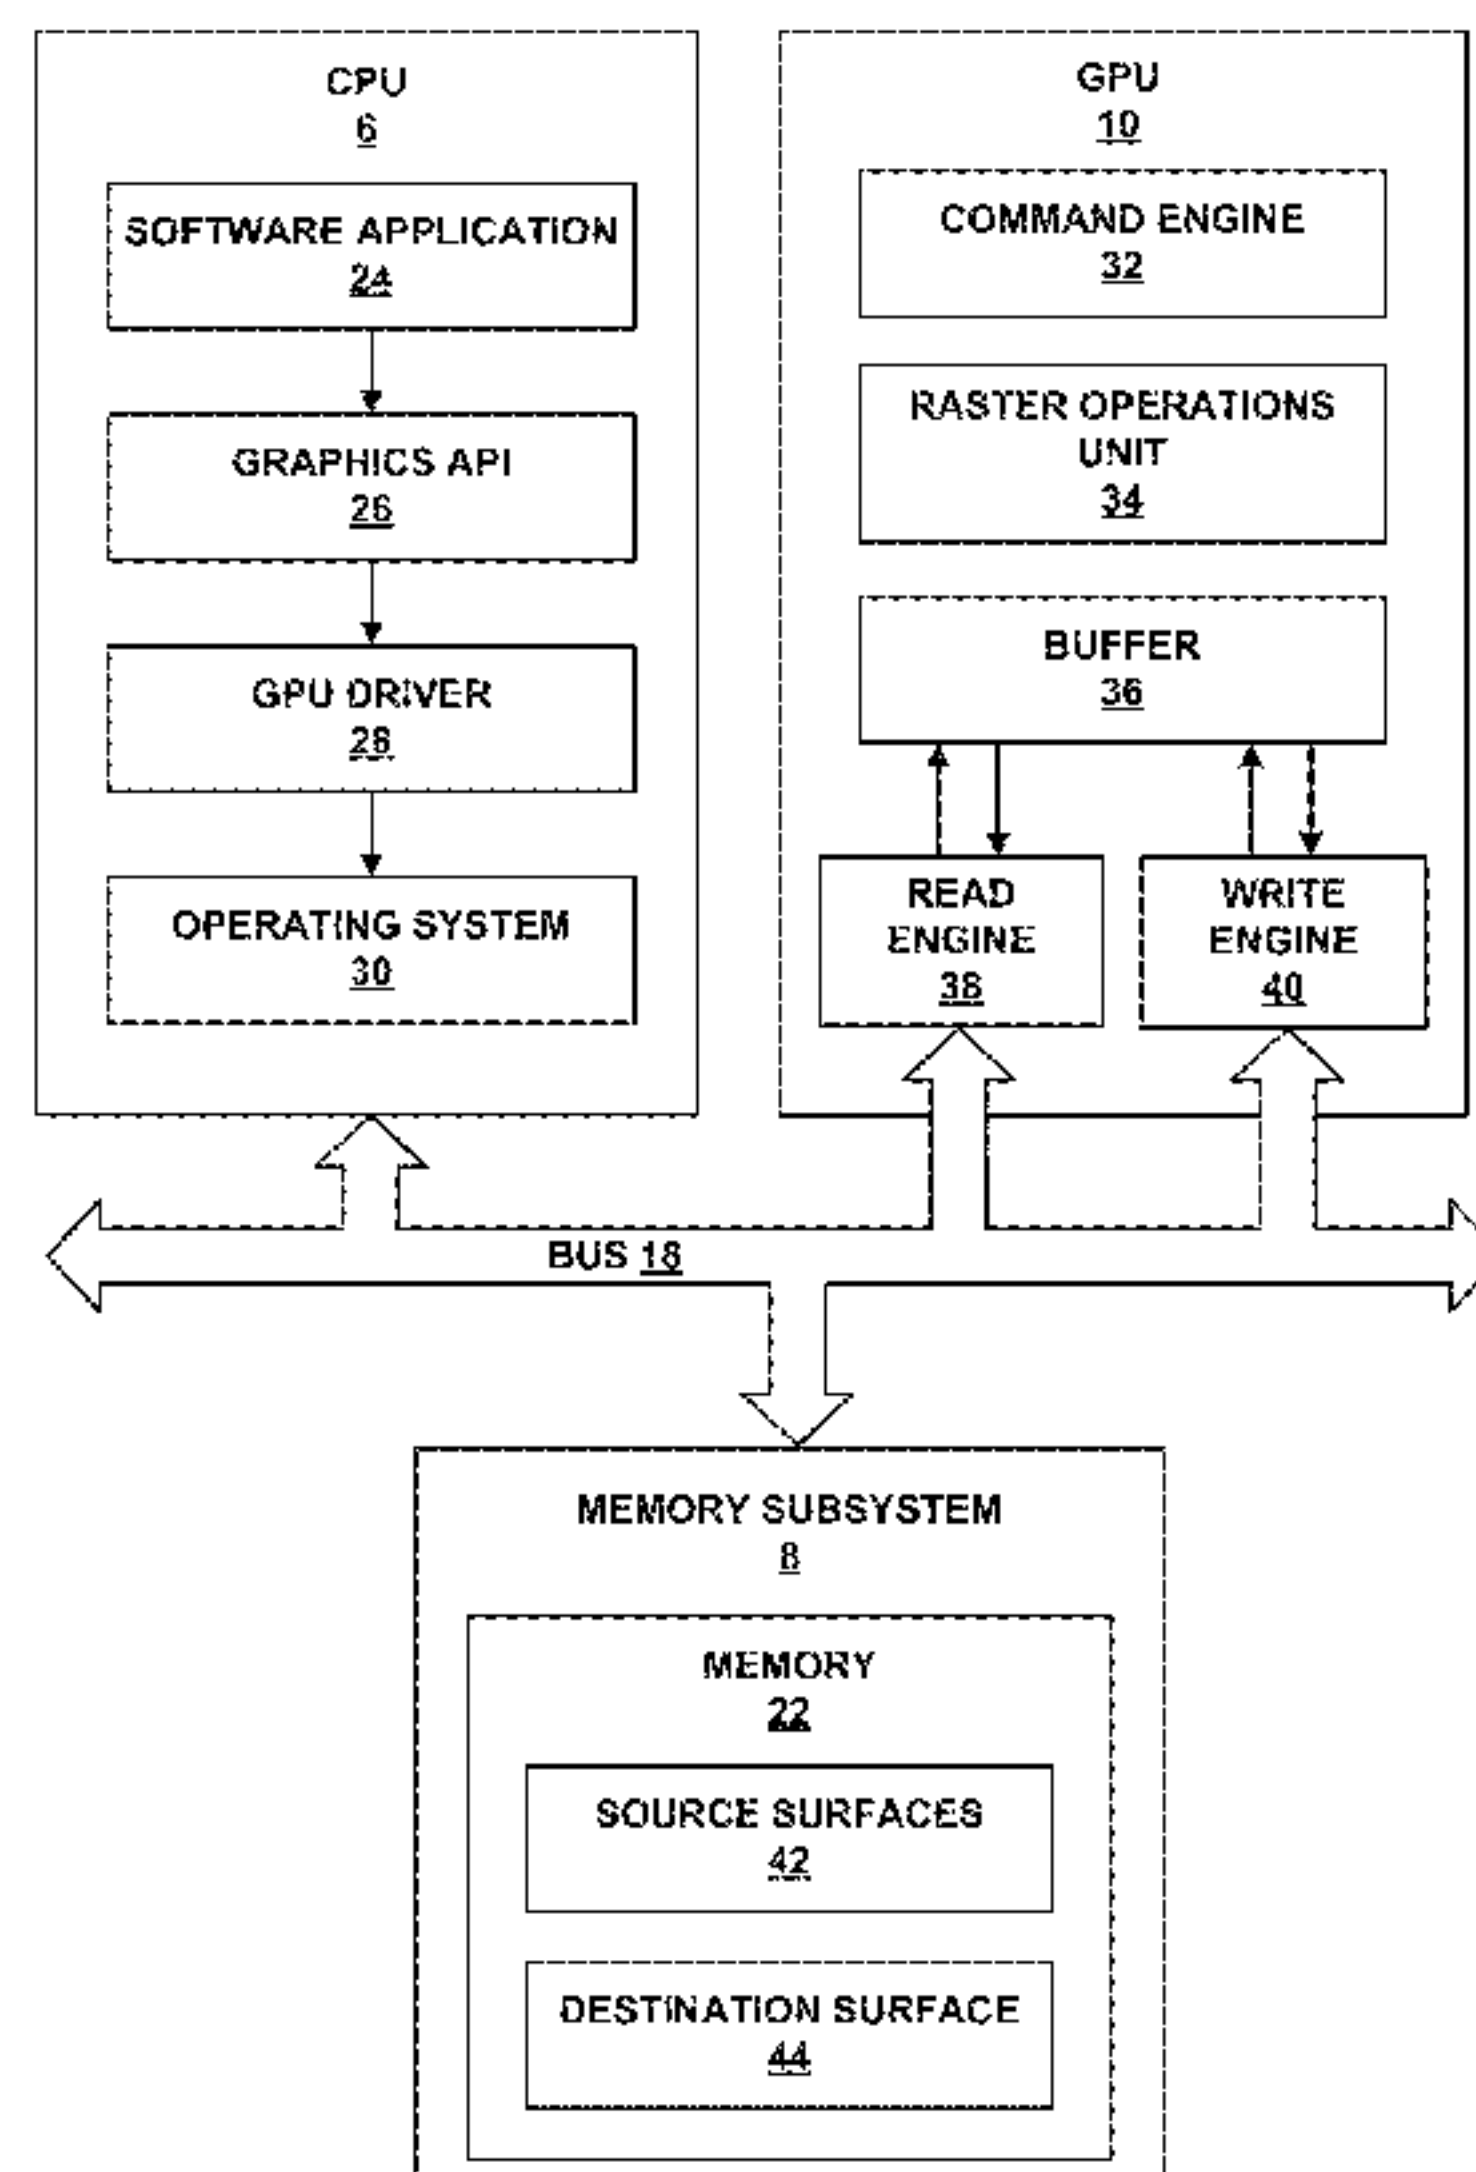 CPU
6
SOFTWARE APPLICATION
24
GRAPHICS API
26
GPU DRIVER
28
OPERATING SYSTEM
30
GPU
10
COMMAND ENGINE
32
RASTER OPERATIONS
UNIT
34
BUFFER
36
READ
ENGINE
38
WRITE
ENGINE
40
BUS 18
MEMORY SUBSYSTEM
8
MEMORY
22
SOURCE SURFACES
42
DESTINATION SURFACE
44